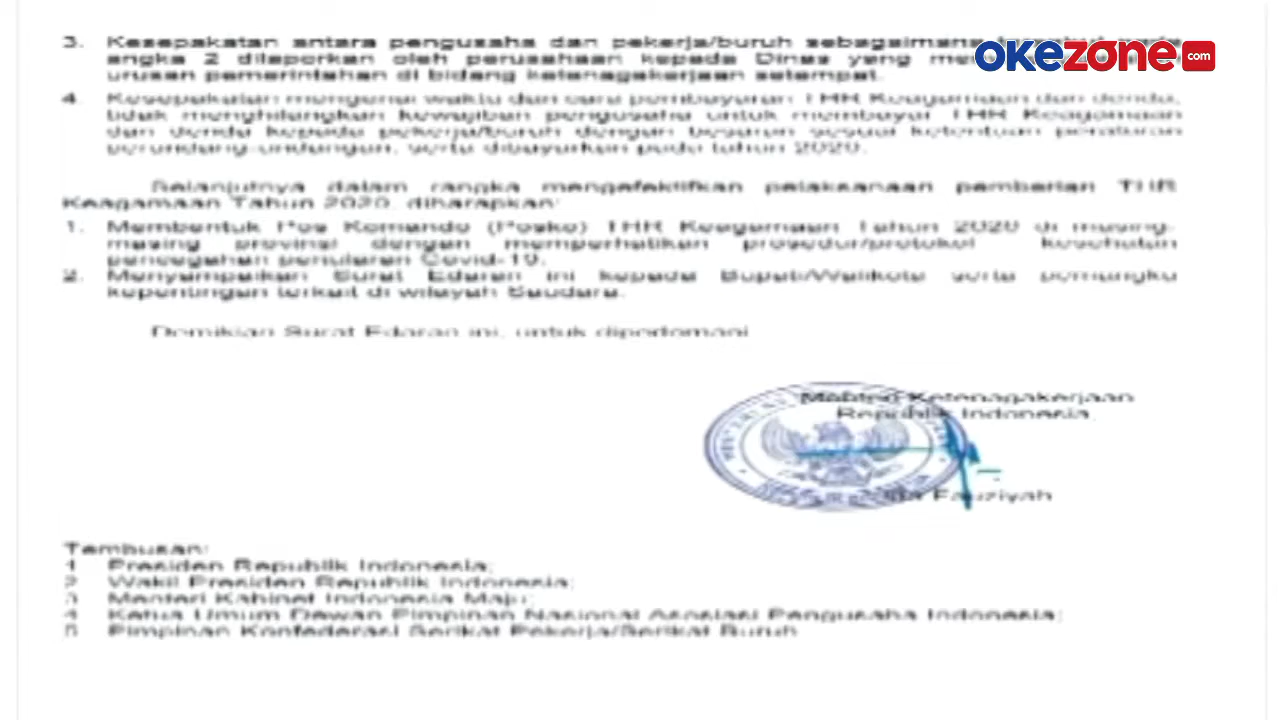 okezone.com
3. Kesepakatan antara pengusaha dan pekerja/buruh sebagaimana
angka 2 dilaporkan oleh perusahaan kepada Dinas yang
urusan pemerintahan di bidang ketenagakerjaan setempat.
4. Kesepakatan mengenai waktu dan cara pembayaran THR Keagamaan dan denda,
tidak menghilangkan kewajiban pengusaha untuk membayar THR Keagamaan
dan denda kepada pekerja/buruh dengan besaran sesuai ketentuan peraturan
perundang-undangan, serta dibayarkan pada tahun 2020.
Selanjutnya dalam rangka mengefektifkan pelaksanaan pemberian THR
Keagamaan Tahun 2020, diharapkan:
1. Membentuk Pos Komando (Posko) THR Keagamaan Tahun 2020 di masing-
masing provinsi dengan memperhatikan prosedur/protokol kesehatan
pencegahan penularan Covid-19.
2. Menyampaikan Surat Edaran ini kepada Bupati/Walikota serta pemangku
kepentingan terkait di wilayah Saudara.
Demikian Surat Edaran ini, untuk dipedomani
Menteri Ketenagakerjaan
Republik Indonesia,
Ida Fauziyah
Tembusan:
1 Presiden Republik Indonesia;
2 Wakil Presiden Republik Indonesia;
3 Menteri Kabinet Indonesia Maju;
4 Ketua Umum Dewan Pimpinan Nasional Asosiasi Pengusaha Indonesia;
5 Pimpinan Konfederasi Serikat Pekerja/Serikat Buruh